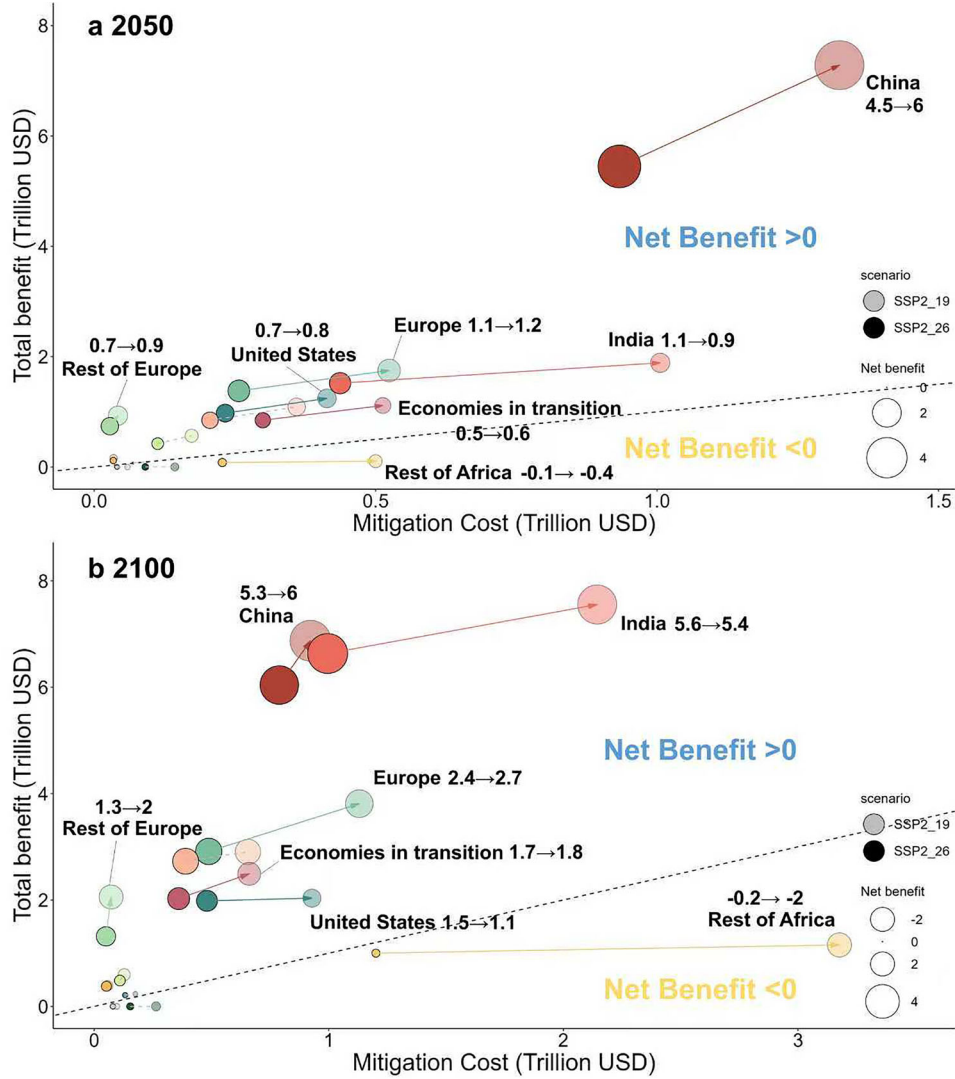 a 2050
8
6
4
2
0
Total benefit (Trillion USD)
China
4.5→6
Net Benefit >0
scenario
SSP2_19
SSP2_26
0.7→0.9
Rest of Europe
0.7→0.8
United States
Europe 1.1→1.2
India 1.1→0.9
Net benefit
0
2
4
Economies in transition
0.5→0.6
Net Benefit <0
Rest of Africa -0.1→ -0.4
0.0
0.5
1.0
1.5
Mitigation Cost (Trillion USD)
b 2100
8
6
4
2
0
Total benefit (Trillion USD)
5.3→6
China
India 5.6→5.4
Net Benefit >0
Europe 2.4→2.7
1.3→2
Rest of Europe
scenario
SSP2_19
SSP2_26
Economies in transition 1.7→1.8
United States 1.5→1.1
-0.2→ -2
Rest of Africa
Net benefit
-2
0
2
4
Net Benefit <0
0
1
2
3
Mitigation Cost (Trillion USD)